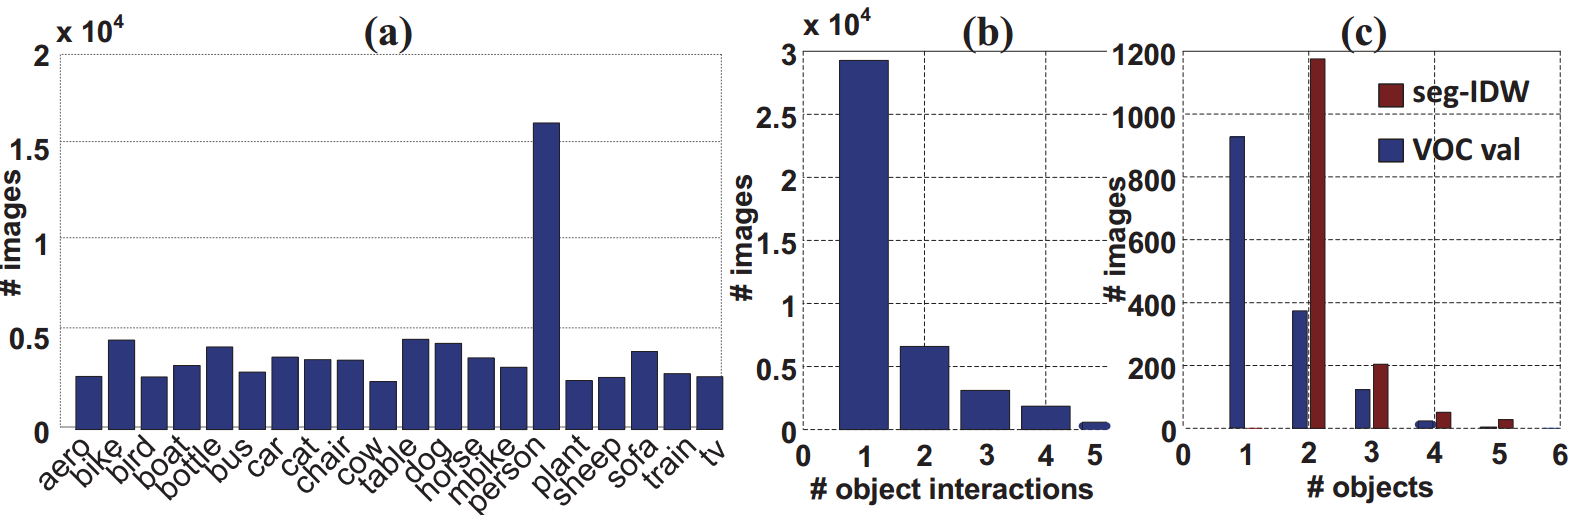 (a)
x 10^4
2
1.5
1
0.5
0
# images
aero
bike
bird
boat
bottle
bus
car
cat
chair
cow
table
dog
horse
mbike
person
plant
sheep
sofa
train
tv
(b)
x 10^4
3
2.5
2
1.5
1
0.5
0
# images
0 1 2 3 4 5
# object interactions
(c)
1200
1000
800
600
400
200
0
# images
seg-IDW
VOC val
0 1 2 3 4 5 6
# objects